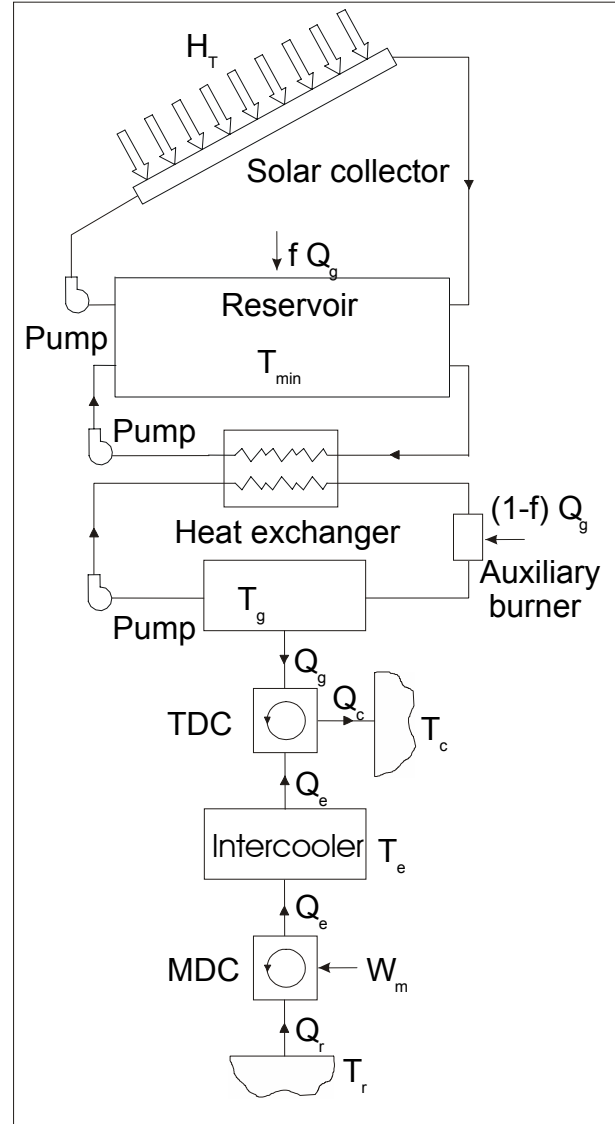 H_T
Solar collector
f Q_g
Reservoir
Pump
T_min
Pump
(1-f) Q_g
Heat exchanger
Auxiliary
burner
T_g
Pump
Q_g
Q_c
TDC
T_c
Q_e
Intercooler
T_e
Q_e
MDC
W_m
Q_r
T_r